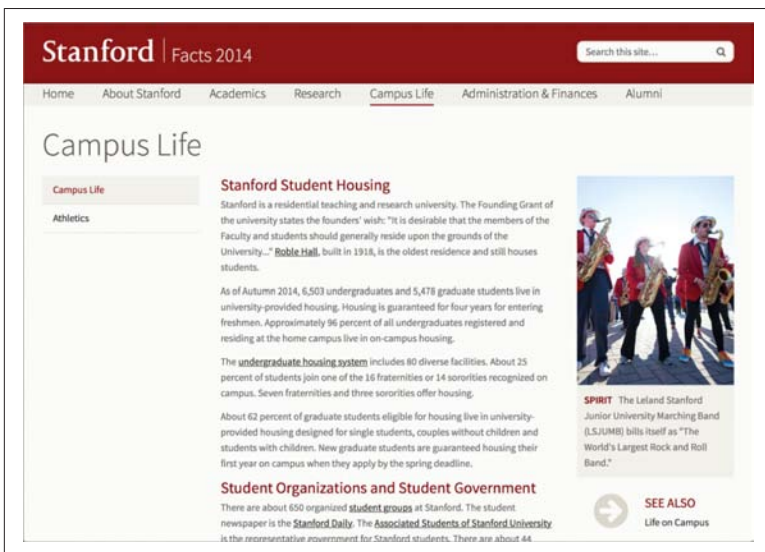 Stanford | Facts 2014
Search this site...
Home About Stanford Academics Research Campus Life Administration & Finances Alumni
Campus Life
Campus Life
Athletics
Stanford Student Housing
Stanford is a residential teaching and research university. The Founding Grant of
the university states the founders' wish: "It is desirable that the members of the
Faculty and students should generally reside upon the grounds of the
University..." Roble Hall, built in 1918, is the oldest residence and still houses
students.
As of Autumn 2014, 6,503 undergraduates and 5,478 graduate students live in
university-provided housing. Housing is guaranteed for four years for entering
freshmen. Approximately 96 percent of all undergraduates registered and
residing at the home campus live in on-campus housing.
The undergraduate housing system includes 80 diverse facilities. About 25
percent of students join one of the 16 fraternities or 14 sororities recognized on
campus. Seven fraternities and three sororities offer housing.
About 62 percent of graduate students eligible for housing live in university-
provided housing designed for single students, couples without children and
students with children. New graduate students are guaranteed housing their
first year on campus when they apply by the spring deadline.
Student Organizations and Student Government
There are about 650 organized student groups at Stanford. The student
newspaper is the Stanford Daily. The Associated Students of Stanford University
is the representative government for Stanford students. There are about 44
SPIRIT The Leland Stanford
Junior University Marching Band
(LSJUMB) bills itself as "The
World's Largest Rock and Roll
Band."
SEE ALSO
Life on Campus